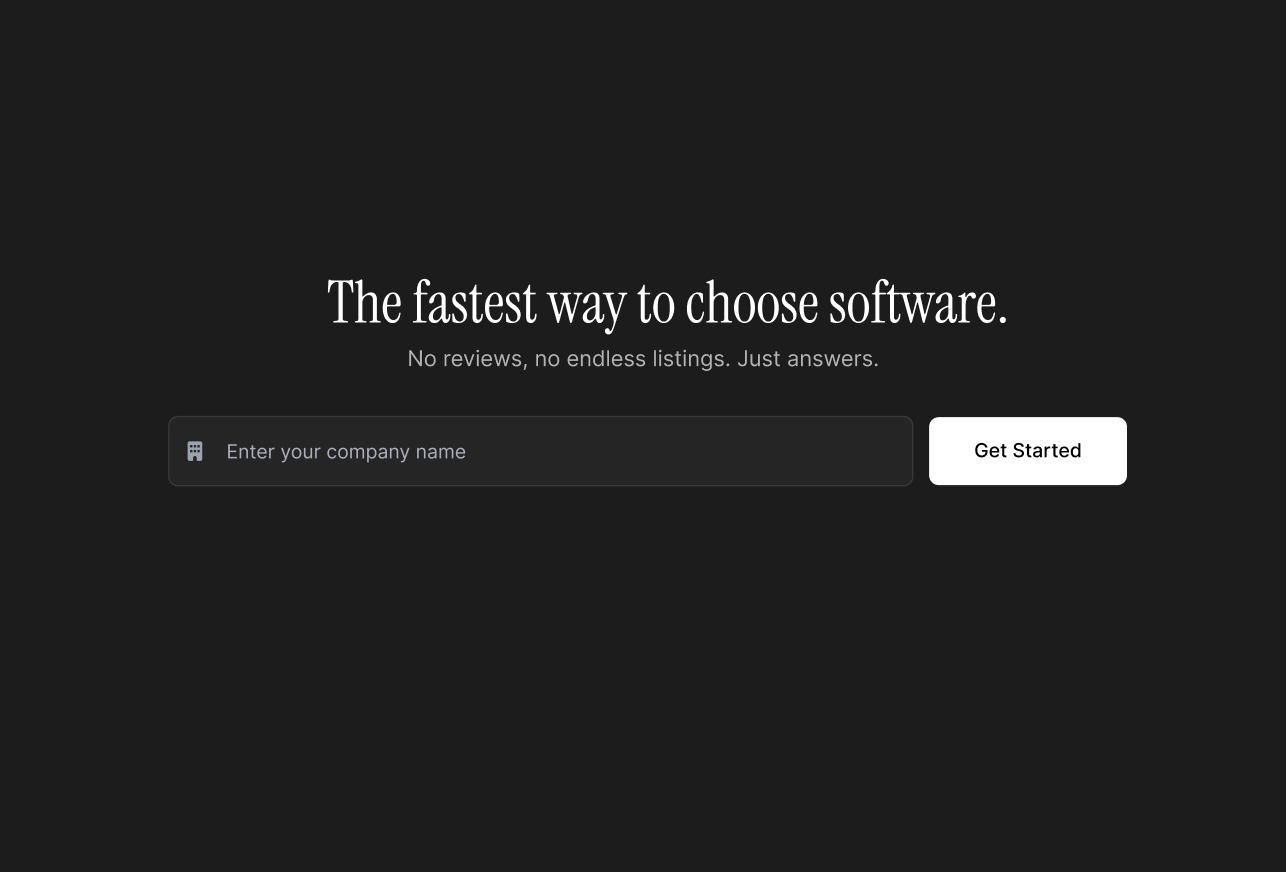 The fastest way to choose software.
No reviews, no endless listings. Just answers.
Enter your company name
Get Started